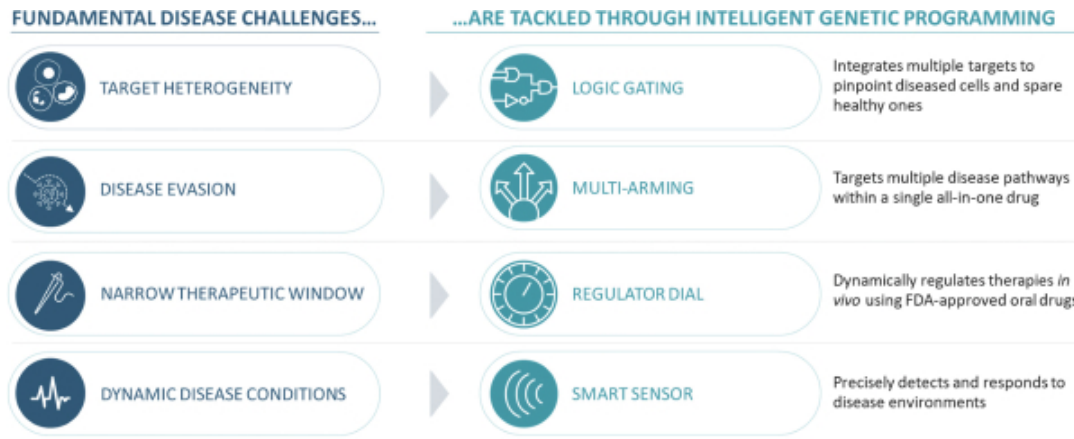 FUNDAMENTAL DISEASE CHALLENGES...
...ARE TACKLED THROUGH INTELLIGENT GENETIC PROGRAMMING
TARGET HETEROGENEITY
LOGIC GATING
Integrates multiple targets to
pinpoint diseased cells and spare
healthy ones
DISEASE EVASION
MULTI-ARMING
Targets multiple disease pathways
within a single all-in-one drug
NARROW THERAPEUTIC WINDOW
REGULATOR DIAL
Dynamically regulates therapies in
vivo using FDA-approved oral drugs
DYNAMIC DISEASE CONDITIONS
SMART SENSOR
Precisely detects and responds to
disease environments